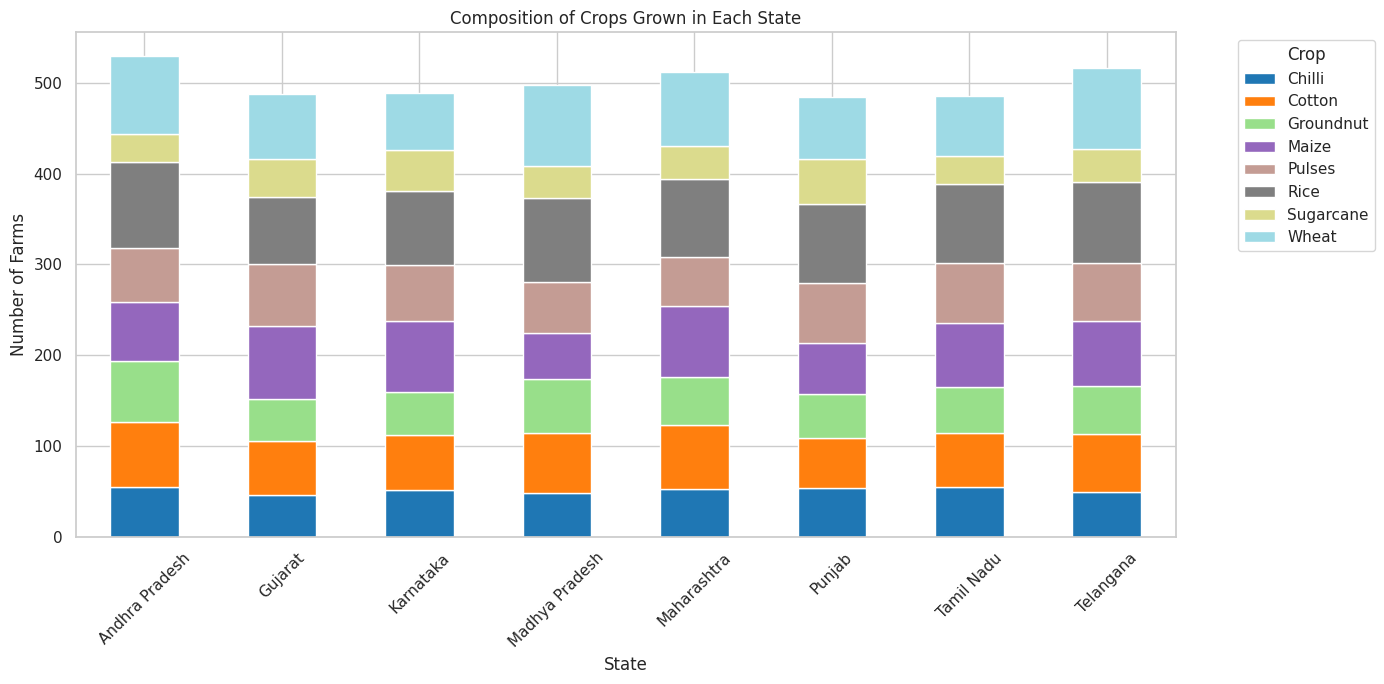 Composition of Crops Grown in Each State
Number of Farms
500
400
300
200
100
0
Andhra Pradesh
Gujarat
Karnataka
Madhya Pradesh
Maharashtra
Punjab
Tamil Nadu
Telangana
State
Crop
Chilli
Cotton
Groundnut
Maize
Pulses
Rice
Sugarcane
Wheat